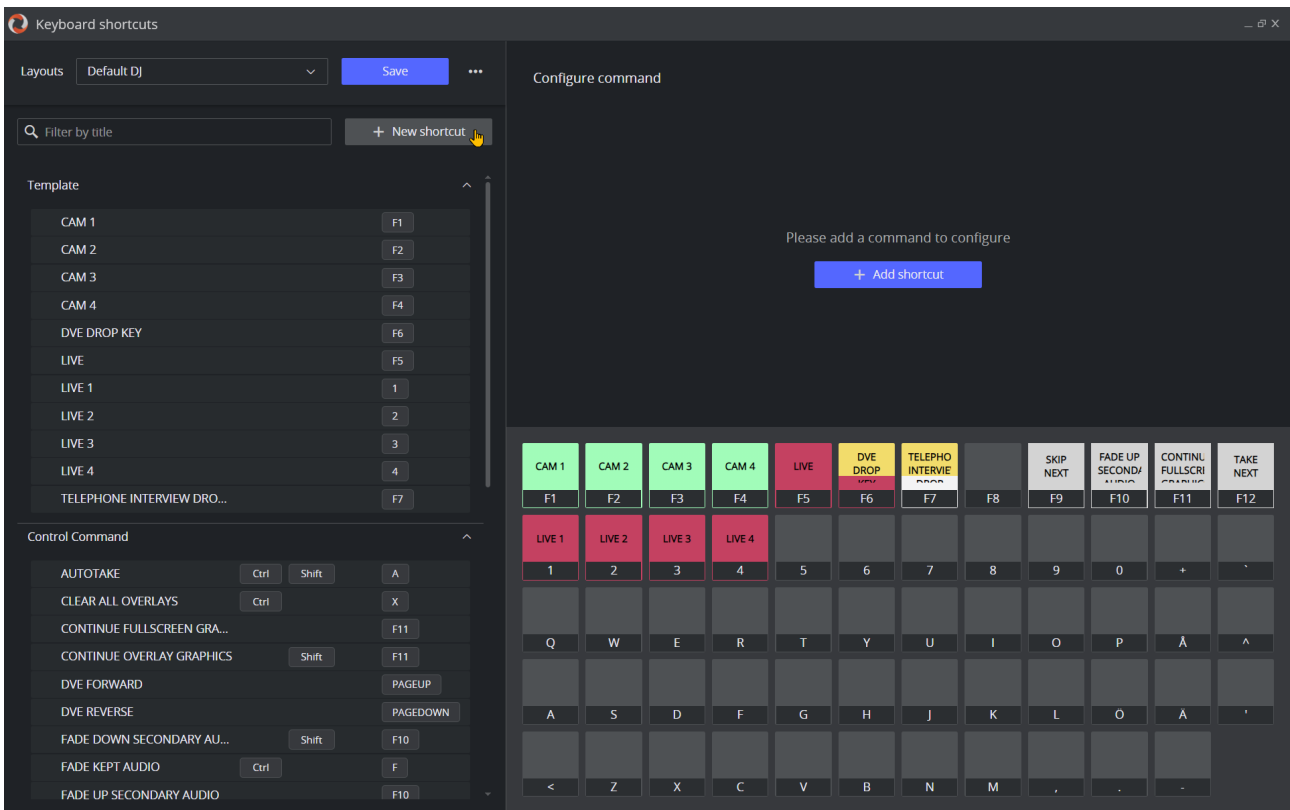 Keyboard shortcuts
Layouts Default DJ Save
Configure command
Filter by title
+ New shortcut
Template
CAM 1 F1
CAM 2 F2
CAM 3 F3
CAM 4 F4
DVE DROP KEY F6
LIVE F5
LIVE 1 1
LIVE 2 2
LIVE 3 3
LIVE 4 4
TELEPHONE INTERVIEW DRO... F7
Control Command
AUTOTAKE Ctrl Shift A
CLEAR ALL OVERLAYS Ctrl X
CONTINUE FULLSCREEN GRA... F11
CONTINUE OVERLAY GRAPHICS Shift F11
DVE FORWARD PAGEUP
DVE REVERSE PAGEDOWN
FADE DOWN SECONDARY AU... Shift F10
FADE KEPT AUDIO Ctrl F
FADE UP SECONDARY AUDIO F10
Please add a command to configure
+ Add shortcut
CAM 1 CAM 2 CAM 3 CAM 4 LIVE DVE DROP KEY TELEPHO INTERVIE DROP SKIP NEXT FADE UP SECONDA AUDIO CONTINU FULLSCRI GRAPHIC TAKE NEXT
F1 F2 F3 F4 F5 F6 F7 F8 F9 F10 F11 F12
LIVE 1 LIVE 2 LIVE 3 LIVE 4
1 2 3 4 5 6 7 8 9 0 + `
Q W E R T Y U I O P Å ^
A S D F G H J K L Ö Ä '
< Z X C V B N M , . -